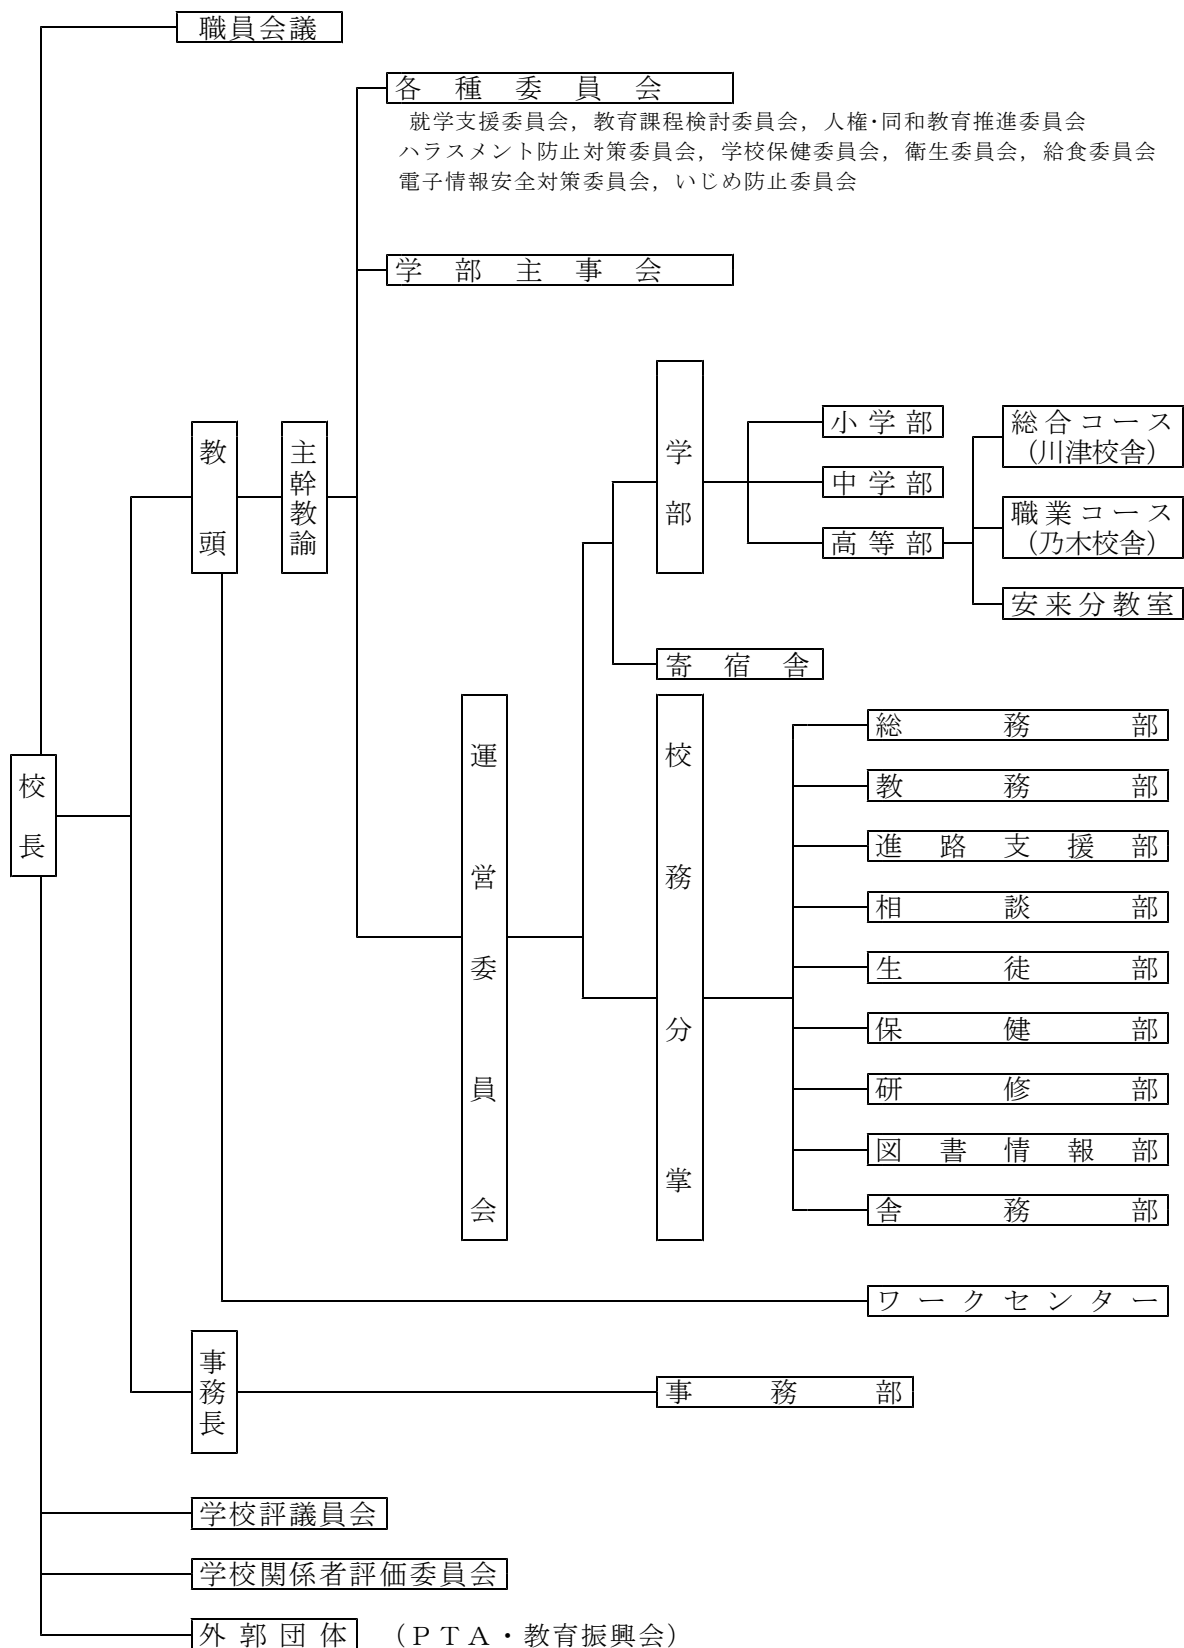 職員会議
各種委員会
就学支援委員会，教育課程検討委員会，人権・同和教育推進委員会
ハラスメント防止対策委員会，学校保健委員会，衛生委員会，給食委員会
電子情報安全対策委員会，いじめ防止委員会
学部主事会
教頭
主幹教諭
学部
小学部
中学部
高等部
総合コース
（川津校舎）
職業コース
（乃木校舎）
安来分教室
寄宿舎
校長
運営委員会
校務分掌
総務部
教務部
進路支援部
相談部
生徒部
保健部
研修部
図書情報部
舎務部
ワークセンター
事務長
事務部
学校評議員会
学校関係者評価委員会
外郭団体 （ＰＴＡ・教育振興会）